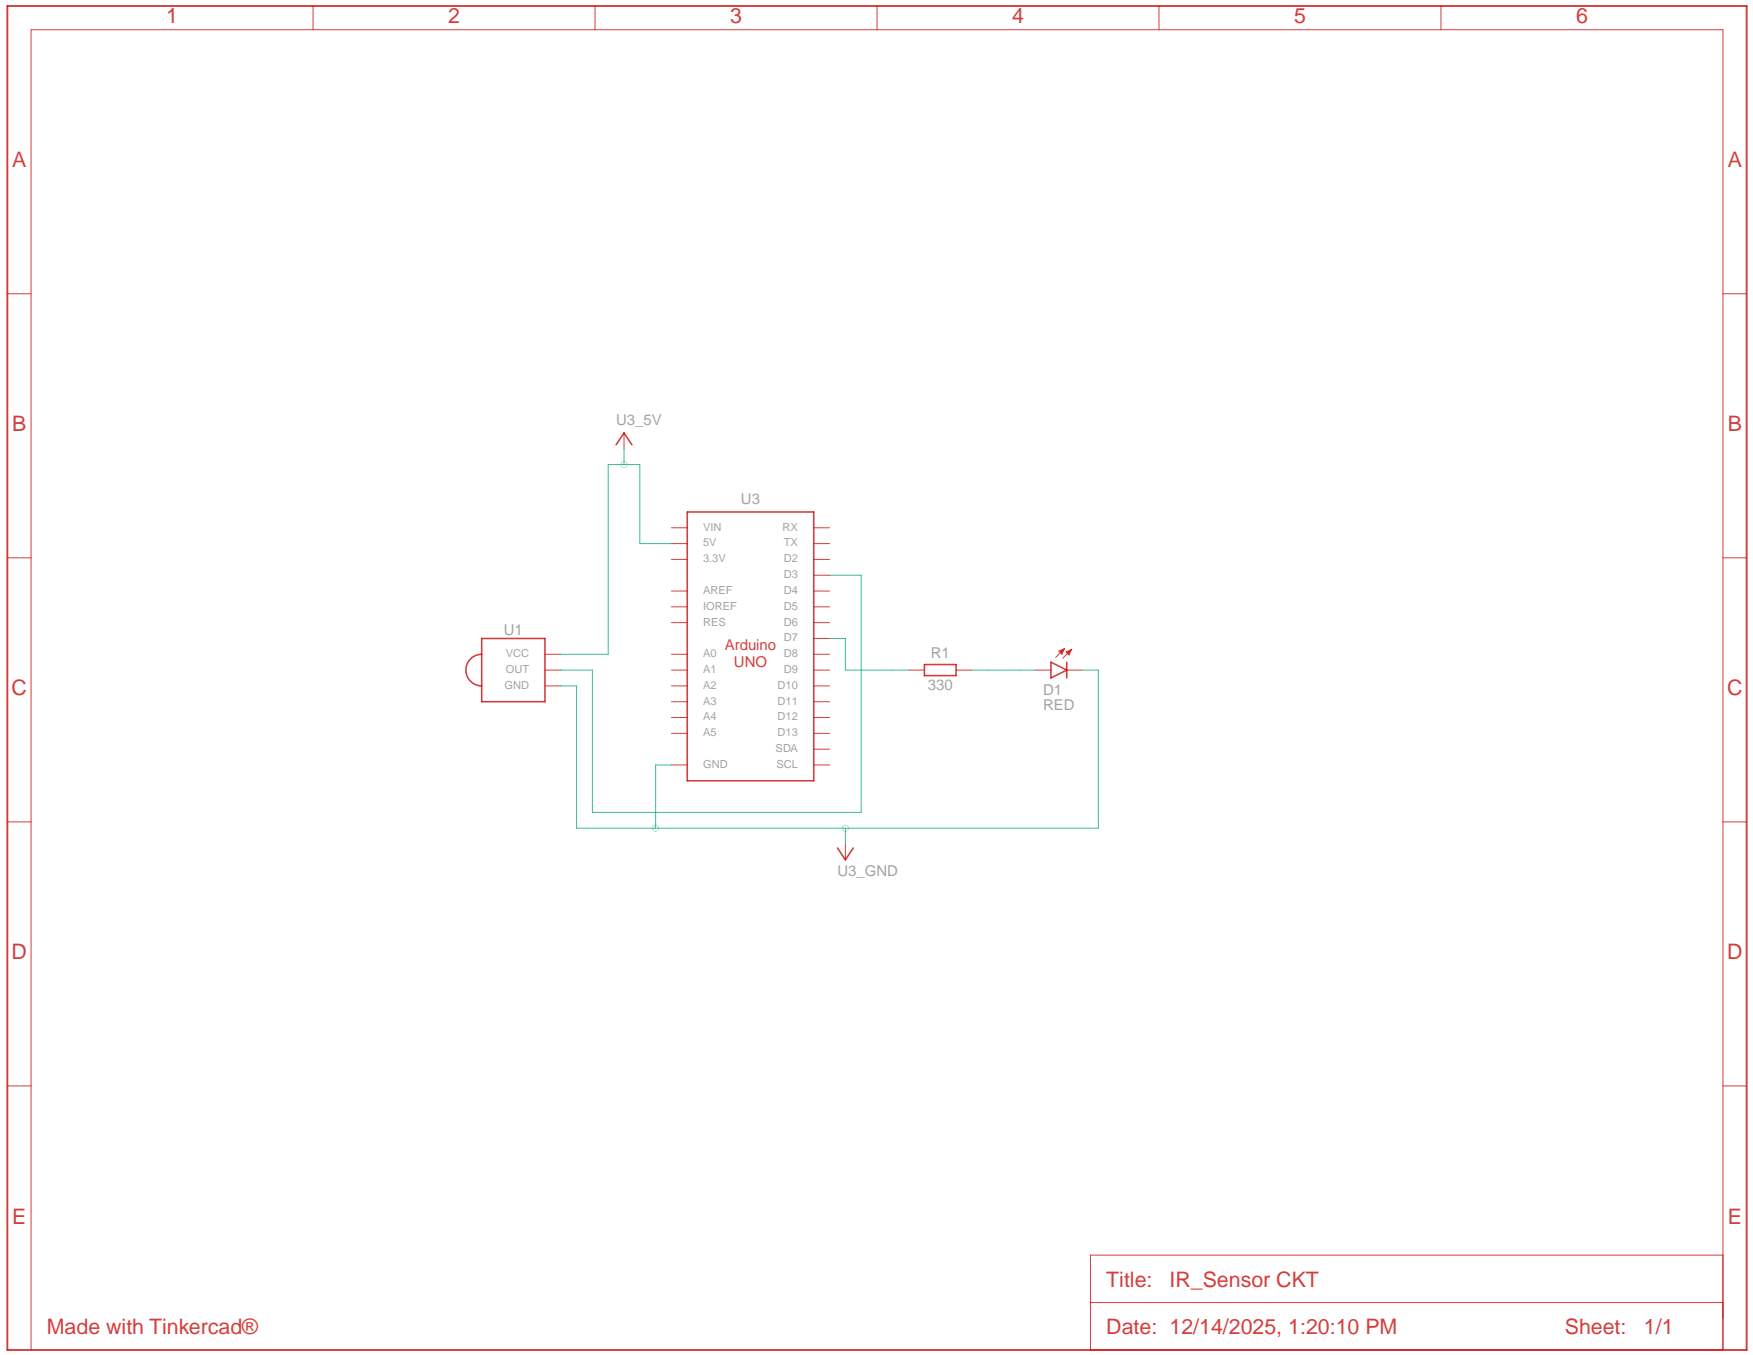 1 2 3 4 5 6
A A
B B
U3_5V
U3
VIN RX
5V TX
3.3V D2
D3
AREF D4
IOREF D5
RES D6
D7
Arduino
UNO
A0 D8
A1 D9
A2 D10
A3 D11
A4 D12
A5 D13
SDA
GND SCL
U1
VCC
OUT
GND
R1
330
D1
RED
C C
U3_GND
D D
E E
Title: IR_Sensor CKT
Made with Tinkercad®
Date: 12/14/2025, 1:20:10 PM Sheet: 1/1